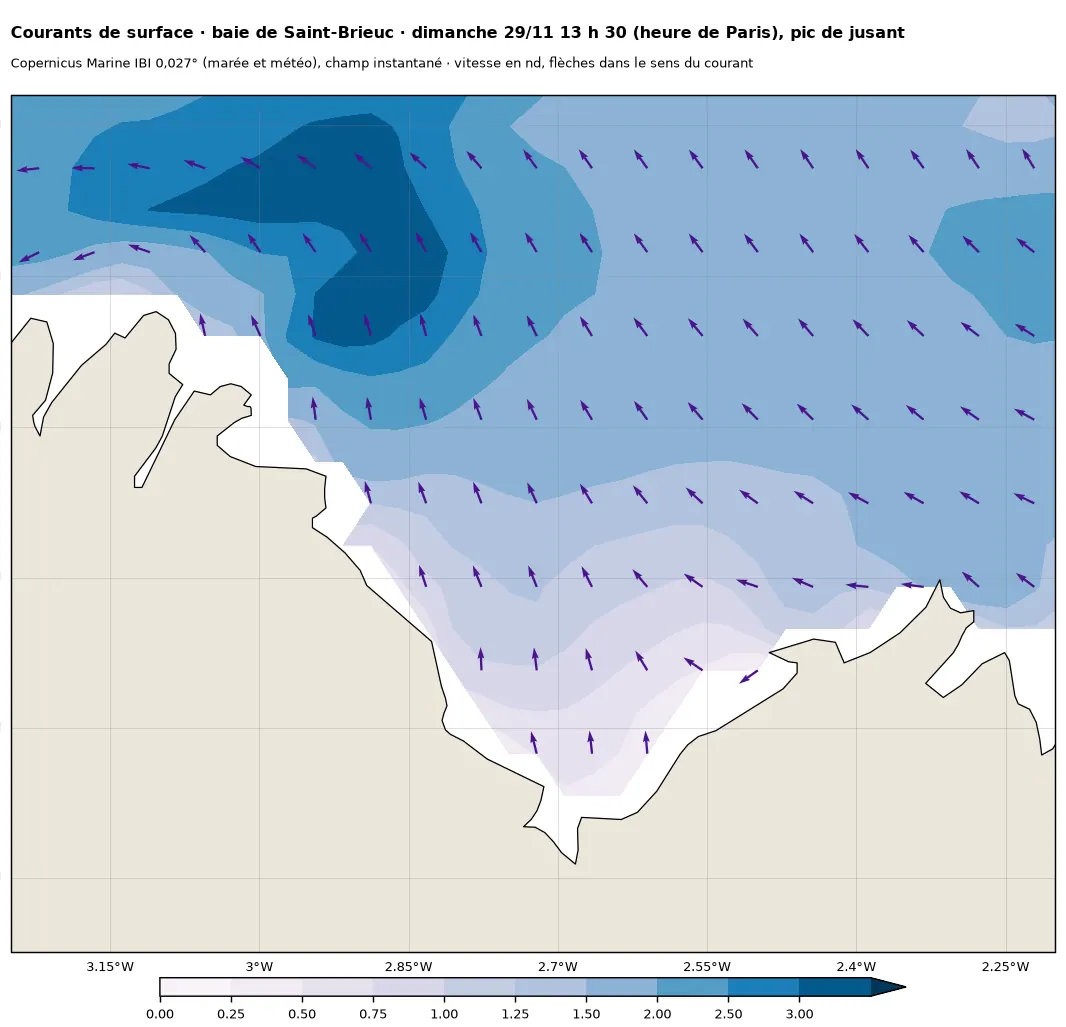 Courants de surface · baie de Saint-Brieuc · dimanche 29/11 13 h 30 (heure de Paris), pic de jusant
Copernicus Marine IBI 0,027° (marée et météo), champ instantané · vitesse en nd, flèches dans le sens du courant
3.15°W 3°W 2.85°W 2.7°W 2.55°W 2.4°W 2.25°W
0.00 0.25 0.50 0.75 1.00 1.25 1.50 2.00 2.50 3.00